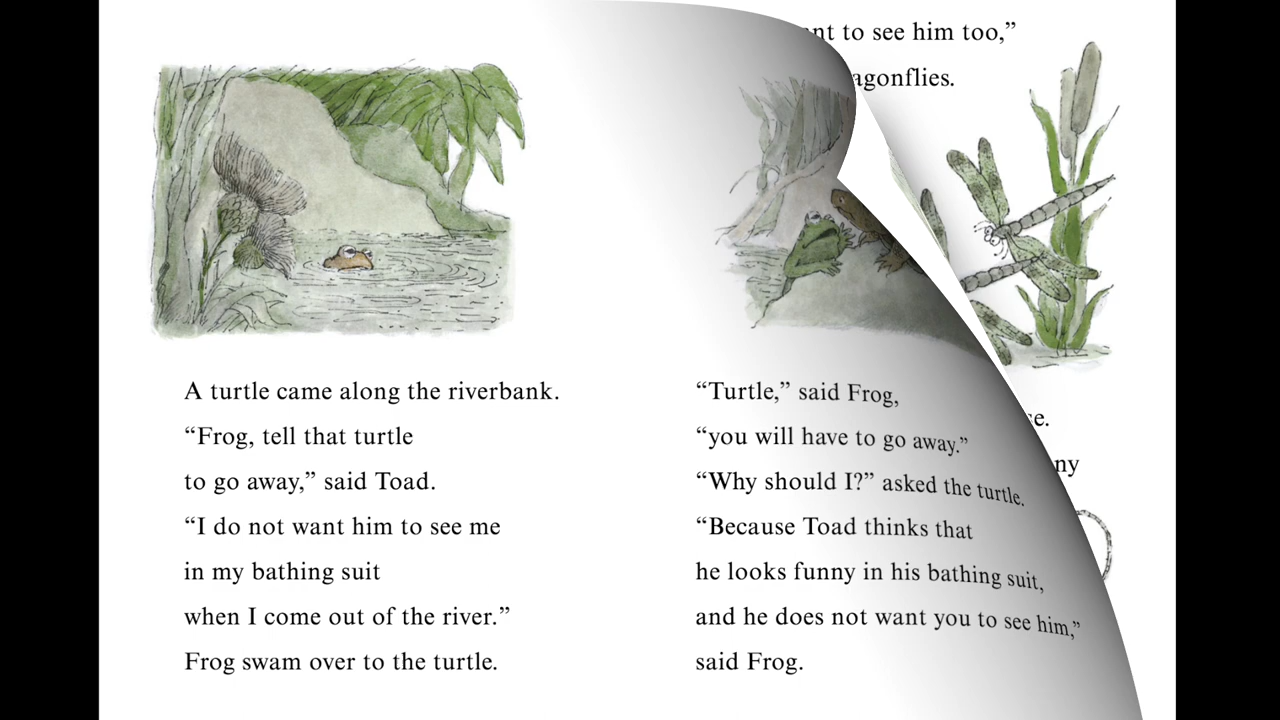 A turtle came along the riverbank.
“Frog, tell that turtle
to go away,” said Toad.
“I do not want him to see me
in my bathing suit
when I come out of the river.”
Frog swam over to the turtle.
“Turtle,” said Frog,
“you will have to go away.”
“Why should I?” asked the turtle.
“Because Toad thinks that
he looks funny in his bathing suit,
and he does not want you to see him,”
said Frog.
to see him too,”